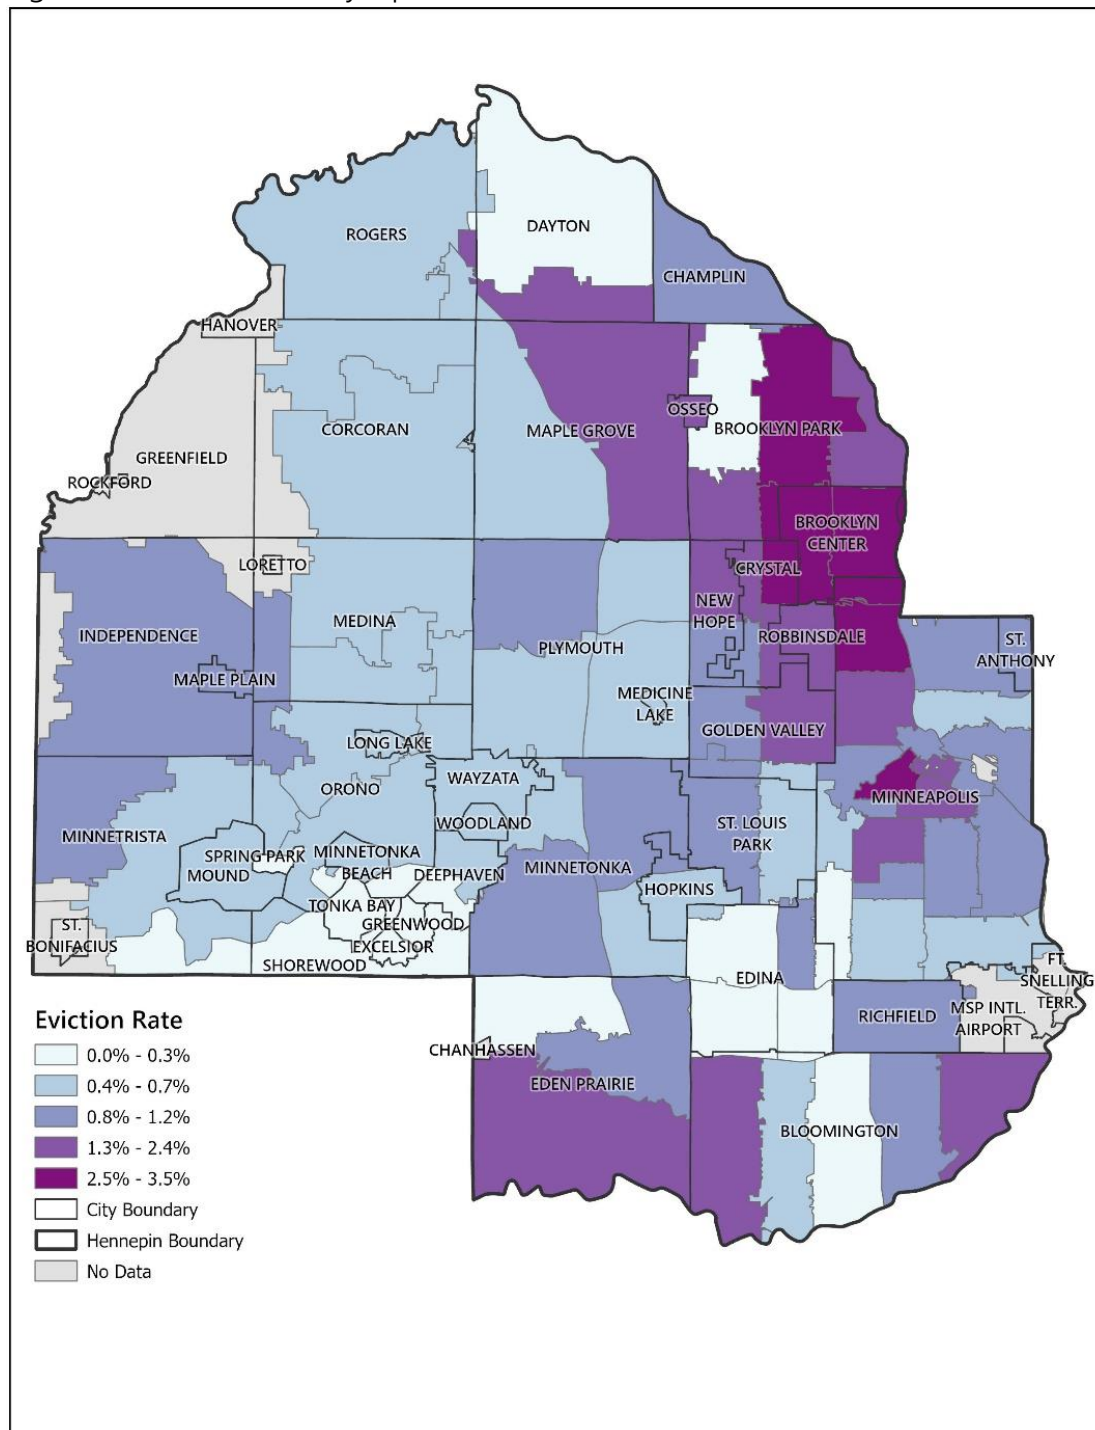 DAYTON
ROGERS
CHAMPLIN
HANOVER
OSSEO
CORCORAN
MAPLE GROVE
BROOKLYN PARK
GREENFIELD
ROCKFORD
BROOKLYN
CENTER
LORETTO
CRYSTAL
NEW
HOPE
MEDINA
INDEPENDENCE
ROBBINSDALE
PLYMOUTH
ST.
ANTHONY
MAPLE PLAIN
MEDICINE
LAKE
GOLDEN VALLEY
LONG LAKE
WAYZATA
ORONO
MINNEAPOLIS
WOODLAND
ST. LOUIS
PARK
MINNETRISTA
SPRING PARK
MINNETONKA
BEACH
MOUND
DEEPHAVEN
MINNETONKA
HOPKINS
TONKA BAY
GREENWOOD
ST.
BONIFACIUS
EXCELSIOR
SHOREWOOD
EDINA
FT.
SNELLING
TERR.
MSP INTL.
AIRPORT
RICHFIELD
CHANHASSEN
EDEN PRAIRIE
BLOOMINGTON
Eviction Rate
0.0% - 0.3%
0.4% - 0.7%
0.8% - 1.2%
1.3% - 2.4%
2.5% - 3.5%
City Boundary
Hennepin Boundary
No Data